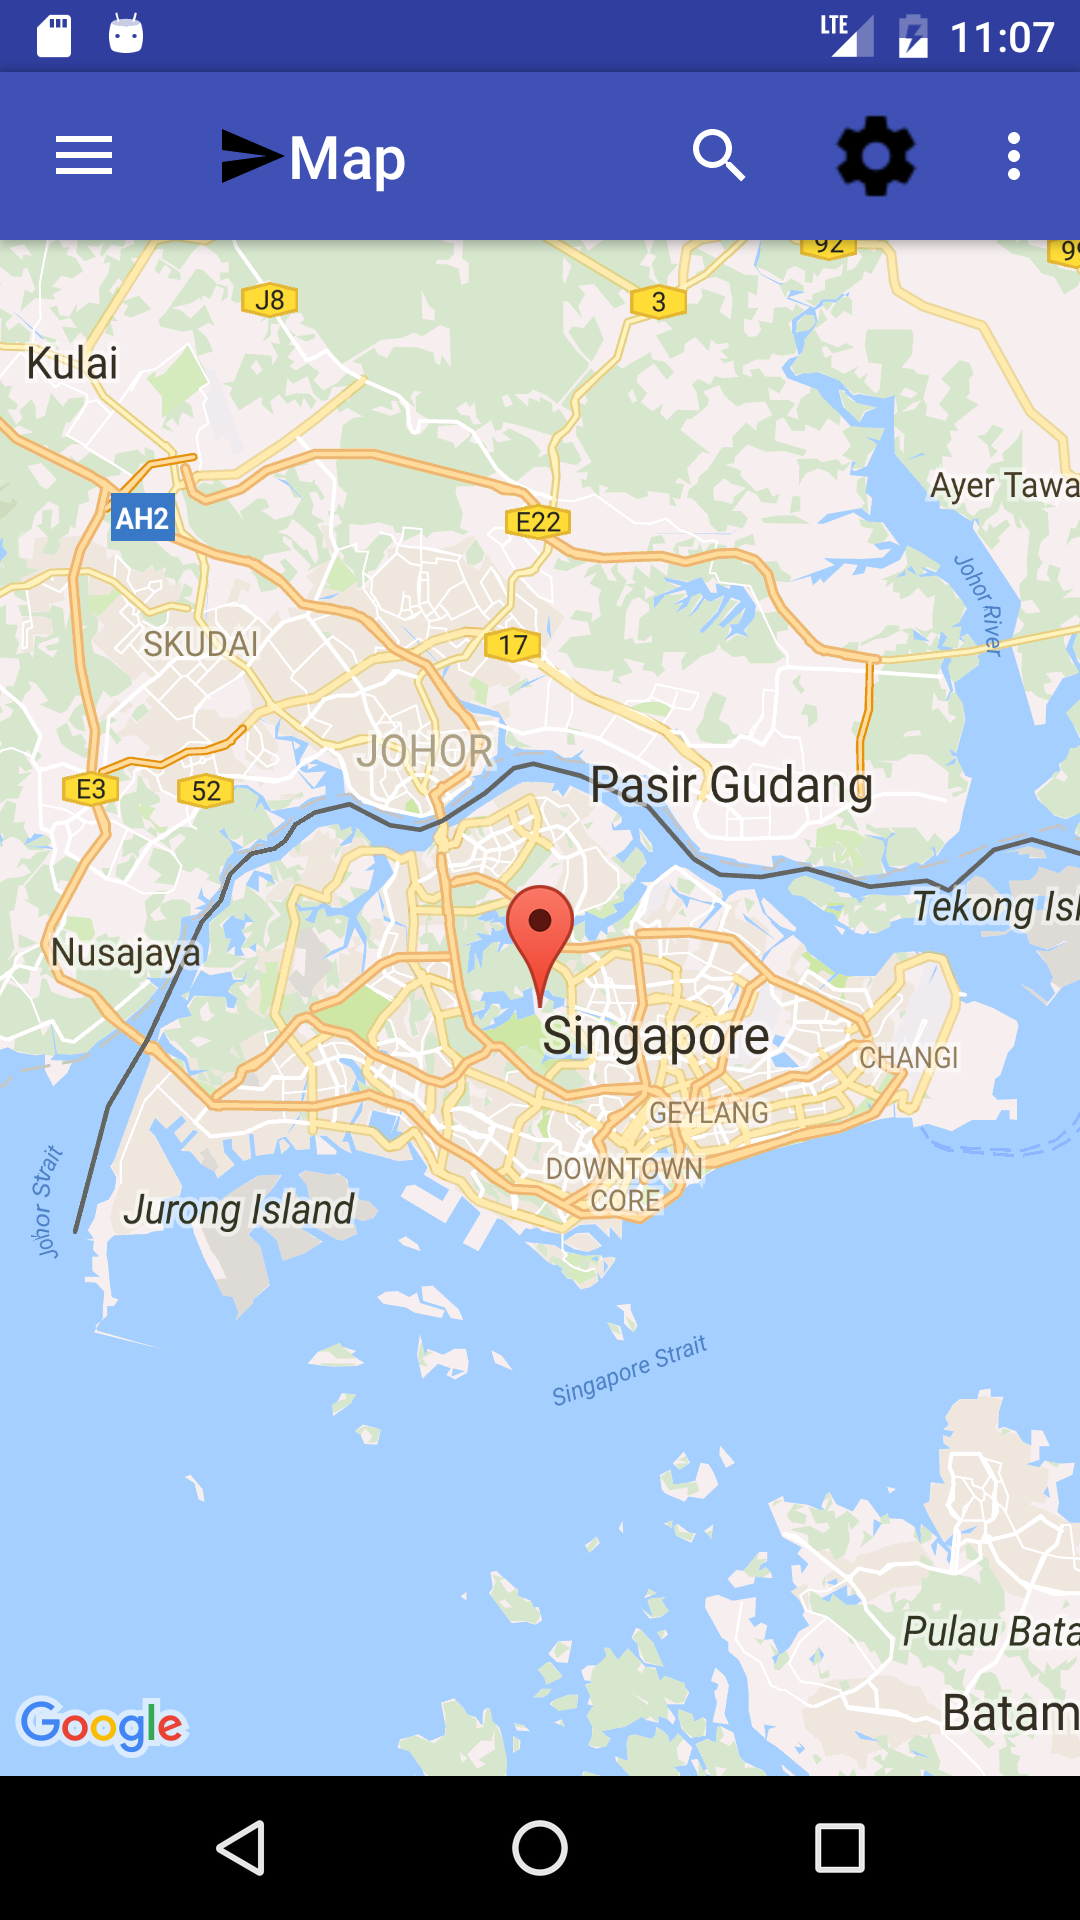 LTE 11:07
Map
92
99
J8
3
Kulai
Ayer Tawa
AH2
E22
Johor River
SKUDAI
17
JOHOR
Pasir Gudang
E3
52
Tekong Isl
Nusajaya
Singapore
CHANGI
GEYLANG
DOWNTOWN
CORE
Johor Strait
Jurong Island
Singapore Strait
Pulau Bata
Batam
Google